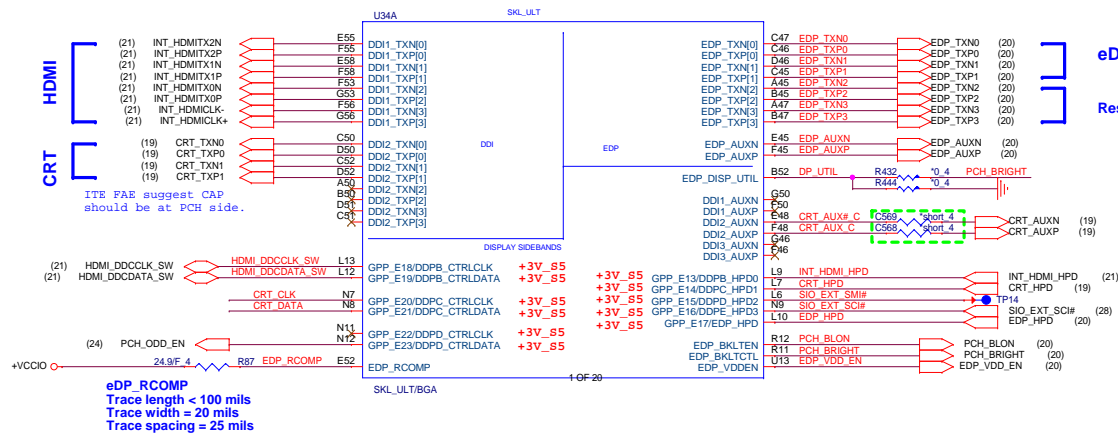 U34A SKL_ULT
HDMI
(21) INT_HDMITX2N E55 DDI1_TXN[0]
(21) INT_HDMITX2P F55 DDI1_TXP[0]
(21) INT_HDMITX1N E58 DDI1_TXN[1]
(21) INT_HDMITX1P F58 DDI1_TXP[1]
(21) INT_HDMITX0N G53 DDI1_TXN[2]
(21) INT_HDMITX0P DDI1_TXP[2]
(21) INT_HDMICLK- F56 DDI1_TXN[3]
(21) INT_HDMICLK+ G56 DDI1_TXP[3]
CRT
(19) CRT_TXN0 C50 DDI2_TXN[0]
(19) CRT_TXP0 D50 DDI2_TXP[0]
(19) CRT_TXN1 C52 DDI2_TXN[1]
(19) CRT_TXP1 D52 DDI2_TXP[1]
A50 DDI2_TXN[2]
B50 DDI2_TXP[2]
D51 DDI2_TXN[3]
C51 DDI2_TXP[3]
ITE FAE suggest CAP
should be at PCH side.
DDI
EDP
DISPLAY SIDEBANDS
(21) HDMI_DDCCLK_SW HDMI_DDCCLK_SW L13 GPP_E18/DDPB_CTRLCLK +3V_S5
(21) HDMI_DDCDATA_SW HDMI_DDCDATA_SW L12 GPP_E19/DDPB_CTRLDATA +3V_S5
CRT_CLK N7 GPP_E20/DDPC_CTRLCLK +3V_S5
CRT_DATA N8 GPP_E21/DDPC_CTRLDATA +3V_S5
N11 GPP_E22/DDPD_CTRLCLK +3V_S5
(24) PCH_ODD_EN N12 GPP_E23/DDPD_CTRLDATA +3V_S5
+VCCIO 24.9/F_4 R87 EDP_RCOMP E52 EDP_RCOMP
eDP_RCOMP
Trace length < 100 mils
Trace width = 20 mils
Trace spacing = 25 mils
SKL_ULT/BGA
1 OF 20
EDP_TXN[0] C47 EDP_TXN0 EDP_TXN0 (20)
EDP_TXP[0] C46 EDP_TXP0 EDP_TXP0 (20)
EDP_TXN[1] D46 EDP_TXN1 EDP_TXN1 (20)
EDP_TXP[1] C45 EDP_TXP1 EDP_TXP1 (20)
EDP_TXN[2] A45 EDP_TXN2 EDP_TXN2 (20)
EDP_TXP[2] B45 EDP_TXP2 EDP_TXP2 (20)
EDP_TXN[3] A47 EDP_TXN3 EDP_TXN3 (20)
EDP_TXP[3] B47 EDP_TXP3 EDP_TXP3 (20)
eD
Res
EDP_AUXN E45 EDP_AUXN EDP_AUXN (20)
EDP_AUXP F45 EDP_AUXP EDP_AUXP (20)
EDP_DISP_UTIL B52 DP_UTIL R432 *0_4 PCH_BRIGHT
R444 *0_4
DDI1_AUXN G50
DDI1_AUXP F50
DDI2_AUXN E48 CRT_AUX#_C C569 *short_4 CRT_AUXN (19)
DDI2_AUXP F48 CRT_AUX_C C568 *short_4 CRT_AUXP (19)
DDI3_AUXN G46
DDI3_AUXP F46
+3V_S5 GPP_E13/DDPB_HPD0 L9 INT_HDMI_HPD INT_HDMI_HPD (21)
+3V_S5 GPP_E14/DDPC_HPD1 L7 CRT_HPD CRT_HPD (19)
+3V_S5 GPP_E15/DDPD_HPD2 L6 SIO_EXT_SMI# TP14
+3V_S5 GPP_E16/DDPE_HPD3 N9 SIO_EXT_SCI# SIO_EXT_SCI# (28)
+3V_S5 GPP_E17/EDP_HPD L10 EDP_HPD EDP_HPD (20)
EDP_BKLTEN R12 PCH_BLON PCH_BLON (20)
EDP_BKLTCTL R11 PCH_BRIGHT PCH_BRIGHT (20)
EDP_VDDEN U13 EDP_VDD_EN EDP_VDD_EN (20)